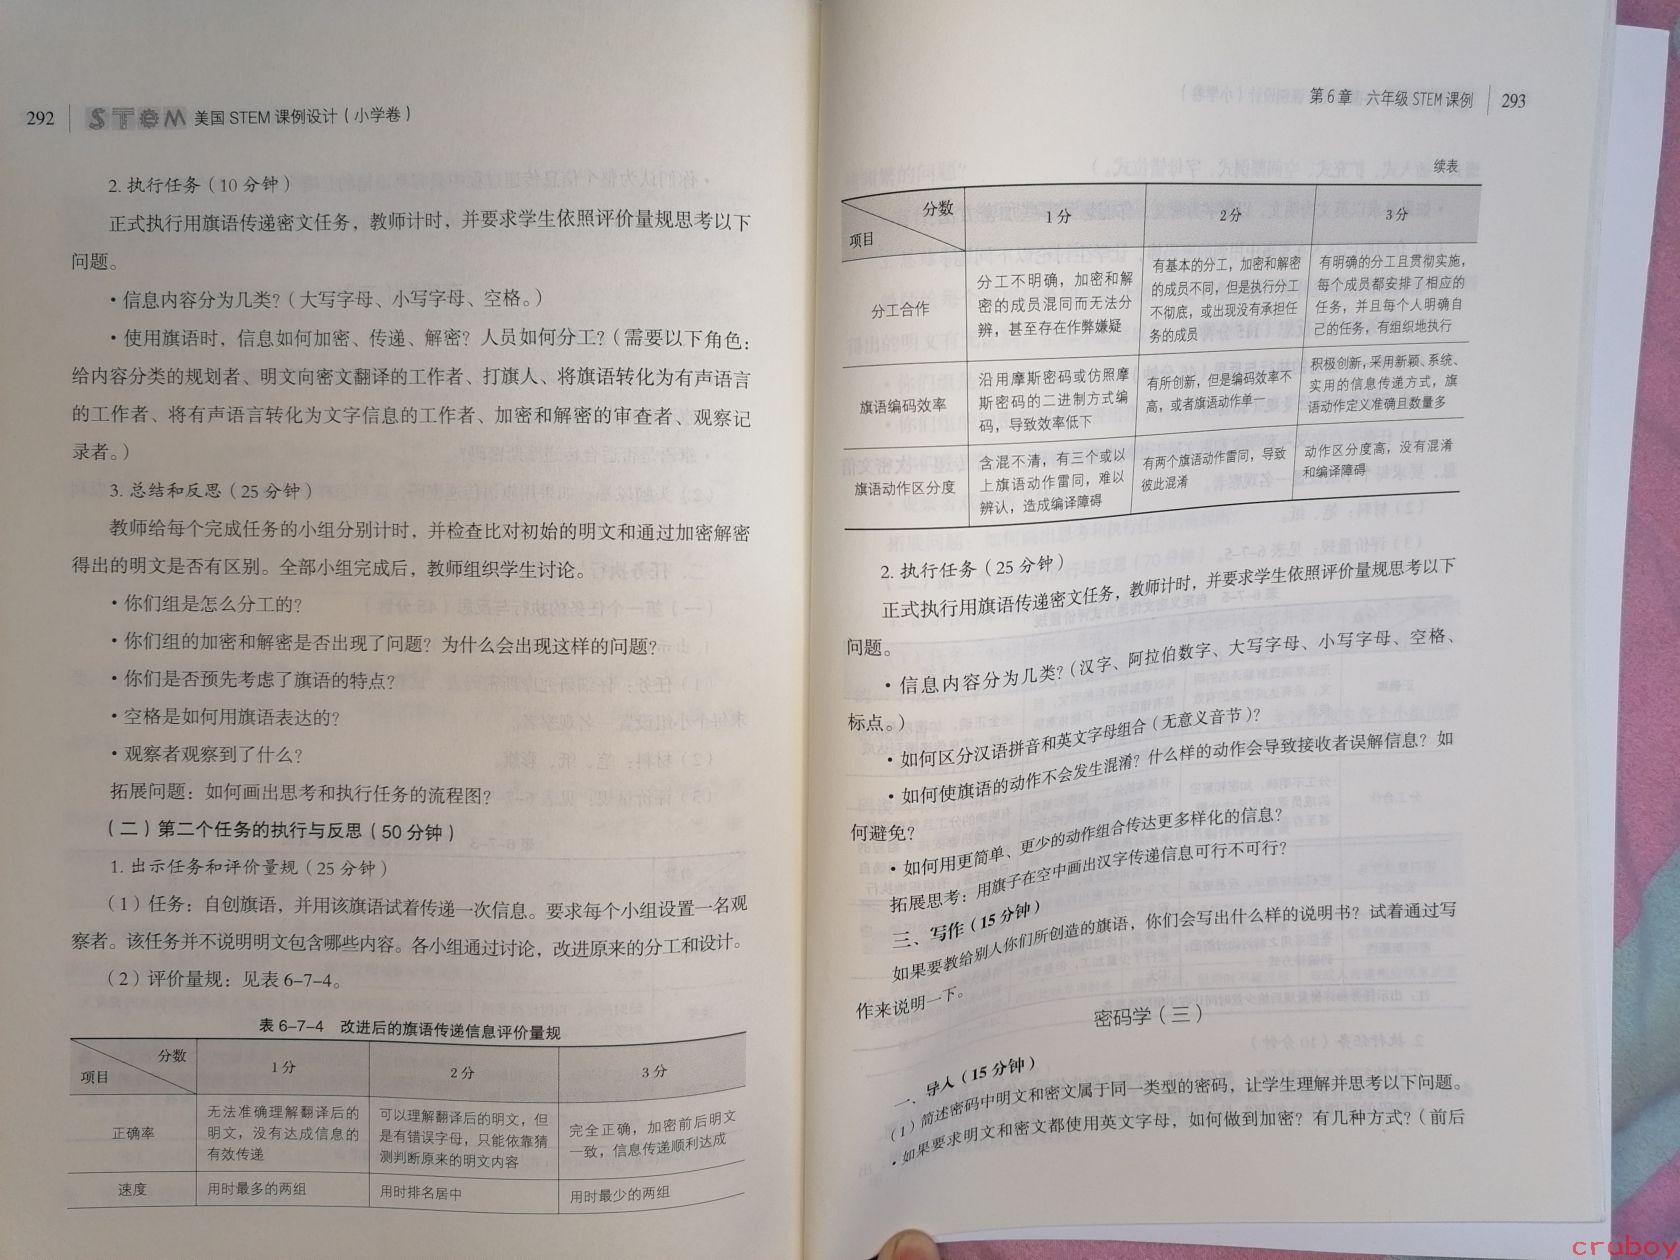 292 STEM 美国 STEM 课例设计（小学卷）
2. 执行任务（10 分钟）
正式执行用旗语传递密文任务，教师计时，并要求学生依照评价量规思考以下
问题。
·信息内容分为几类?（大写字母、小写字母、空格。）
·使用旗语时，信息如何加密、传递、解密？人员如何分工？（需要以下角色：
给内容分类的规划者、明文向密文翻译的工作者、打旗人、将旗语转化为有声语言
的工作者、将有声语言转化为文字信息的工作者、加密和解密的审查者、观察记
录者。）
3. 总结和反思（25 分钟）
教师给每个完成任务的小组分别计时，并检查比对初始的明文和通过加密解密
得出的明文是否有区别。全部小组完成后，教师组织学生讨论。
·你们组是怎么分工的?
·你们组的加密和解密是否出现了问题？为什么会出现这样的问题?
·你们是否预先考虑了旗语的特点?
·空格是如何用旗语表达的?
·观察者观察到了什么?
拓展问题：如何画出思考和执行任务的流程图?
（二）第二个任务的执行与反思（50 分钟）
1. 出示任务和评价量规（25 分钟）
（1）任务：自创旗语，并用该旗语试着传递一次信息。要求每个小组设置一名观
察者。该任务并不说明明文包含哪些内容。各小组通过讨论，改进原来的分工和设计。
（2）评价量规：见表 6-7-4。
表 6-7-4 改进后的旗语传递信息评价量规
分数
项目
1 分
2 分
3 分
正确率
无法准确理解翻译后的
明文，没有达成信息的
有效传递
可以理解翻译后的明文，但
是有错误字母，只能依靠猜
测判断原来的明文内容
完全正确，加密前后明文
一致，信息传递顺利达成
速度
用时最多的两组
用时排名居中
用时最少的两组
第 6 章 六年级 STEM 课例 293
续表
分数
项目
1 分
2 分
3 分
分工合作
分工不明确，加密和解
密的成员混同而无法分
辨，甚至存在作弊嫌疑
有基本的分工，加密和解密
的成员不同，但是执行分工
不彻底，或出现没有承担任
务的成员
有明确的分工且贯彻实施，
每个成员都安排了相应的
任务，并且每个人明确自
己的任务，有组织地执行
旗语编码效率
沿用摩斯密码或仿照摩
斯密码的二进制方式编
码，导致效率低下
有所创新，但是编码效率不
高，或者旗语动作单一
积极创新，采用新颖、系统、
实用的信息传递方式，旗
语动作定义准确且数量多
旗语动作区分度
含混不清，有三个或以
上旗语动作雷同，难以
辨认，造成编译障碍
有两个旗语动作雷同，导致
彼此混淆
动作区分度高，没有混淆
和编译障碍
2. 执行任务（25 分钟）
正式执行用旗语传递密文任务，教师计时，并要求学生依照评价量规思考以下
问题。
·信息内容分为几类?（汉字、阿拉伯数字、大写字母、小写字母、空格、
标点。）
·如何区分汉语拼音和英文字母组合（无意义音节）?
·如何使旗语的动作不会发生混淆？什么样的动作会导致接收者误解信息？如
何避免?
·如何用更简单、更少的动作组合传达更多样化的信息?
拓展思考：用旗子在空中画出汉字传递信息可行不可行?
三、写作（15 分钟）
如果要教给别人你们所创造的旗语，你们会写出什么样的说明书？试着通过写
作来说明一下。
密码学（三）
一、导入（15 分钟）
（1）简述密码中明文和密文属于同一类型的密码，让学生理解并思考以下问题。
·如果要求明文和密文都使用英文字母，如何做到加密？有几种方式？（前后
cruboy